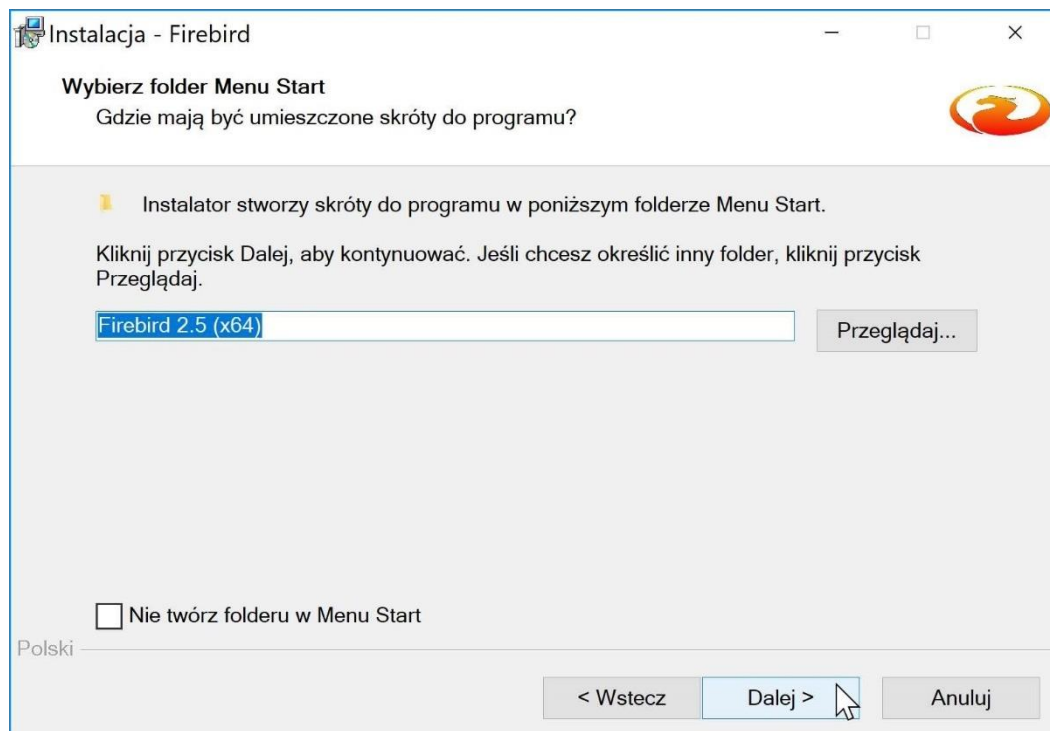 Instalacja - Firebird
Wybierz folder Menu Start
Gdzie mają być umieszczone skróty do programu?
Instalator stworzy skróty do programu w poniższym folderze Menu Start.
Kliknij przycisk Dalej, aby kontynuować. Jeśli chcesz określić inny folder, kliknij przycisk
Przeglądaj.
Firebird 2.5 (x64)
Przeglądaj...
Nie twórz folderu w Menu Start
Polski
< Wstecz
Dalej >
Anuluj